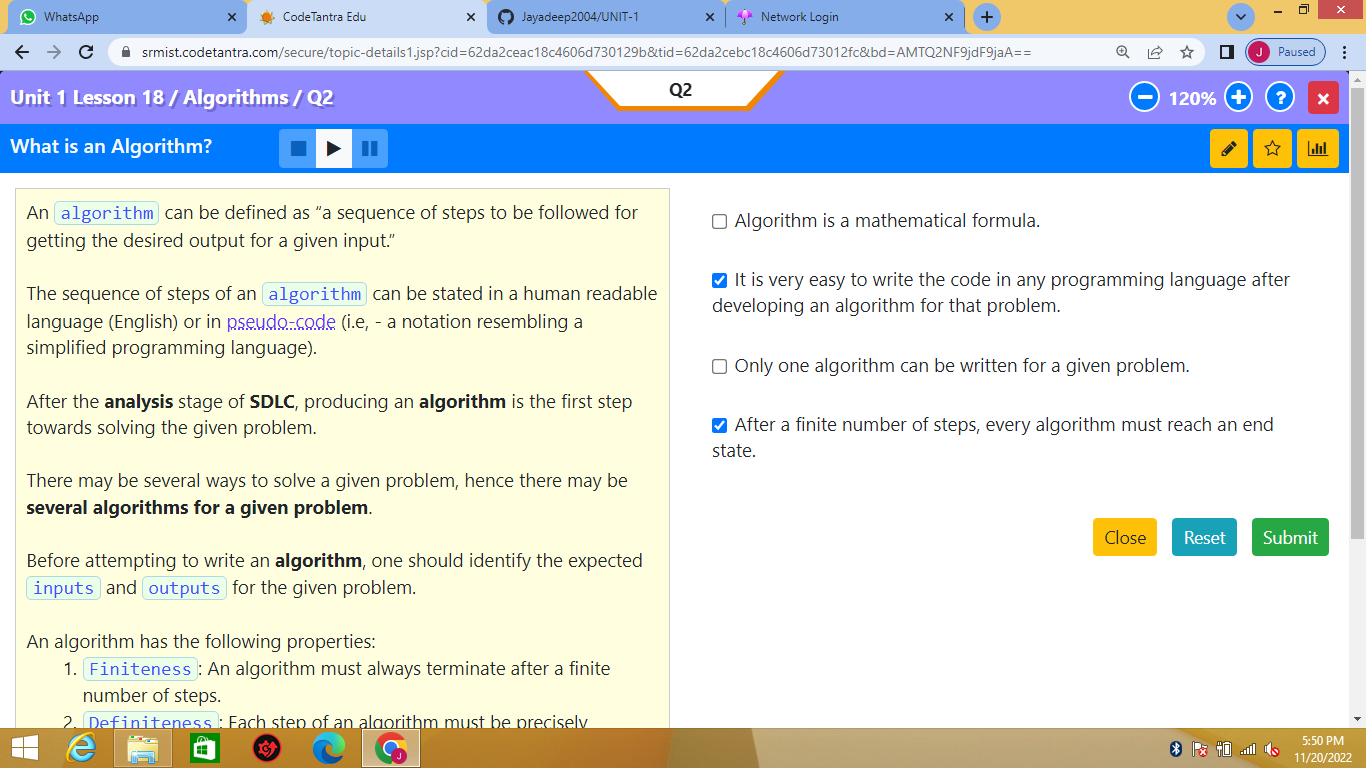 WhatsApp
CodeTantra Edu
Jayadeep2004/UNIT-1
Network Login
srmist.codetantra.com/secure/topic-details1.jsp?cid=62da2ceac18c4606d730129b&tid=62da2cebc18c4606d73012fc&bd=AMTQ2NF9jdF9jaA==
J Paused
Unit 1 Lesson 18 / Algorithms / Q2
Q2
120%
What is an Algorithm?
An algorithm can be defined as “a sequence of steps to be followed for
getting the desired output for a given input.”
The sequence of steps of an algorithm can be stated in a human readable
language (English) or in pseudo-code (i.e, - a notation resembling a
simplified programming language).
After the analysis stage of SDLC, producing an algorithm is the first step
towards solving the given problem.
There may be several ways to solve a given problem, hence there may be
several algorithms for a given problem.
Before attempting to write an algorithm, one should identify the expected
inputs and outputs for the given problem.
An algorithm has the following properties:
1. Finiteness: An algorithm must always terminate after a finite
number of steps.
2. Definiteness: Each step of an algorithm must be precisely
Algorithm is a mathematical formula.
It is very easy to write the code in any programming language after
developing an algorithm for that problem.
Only one algorithm can be written for a given problem.
After a finite number of steps, every algorithm must reach an end
state.
Close
Reset
Submit
J
5:50 PM
11/20/2022